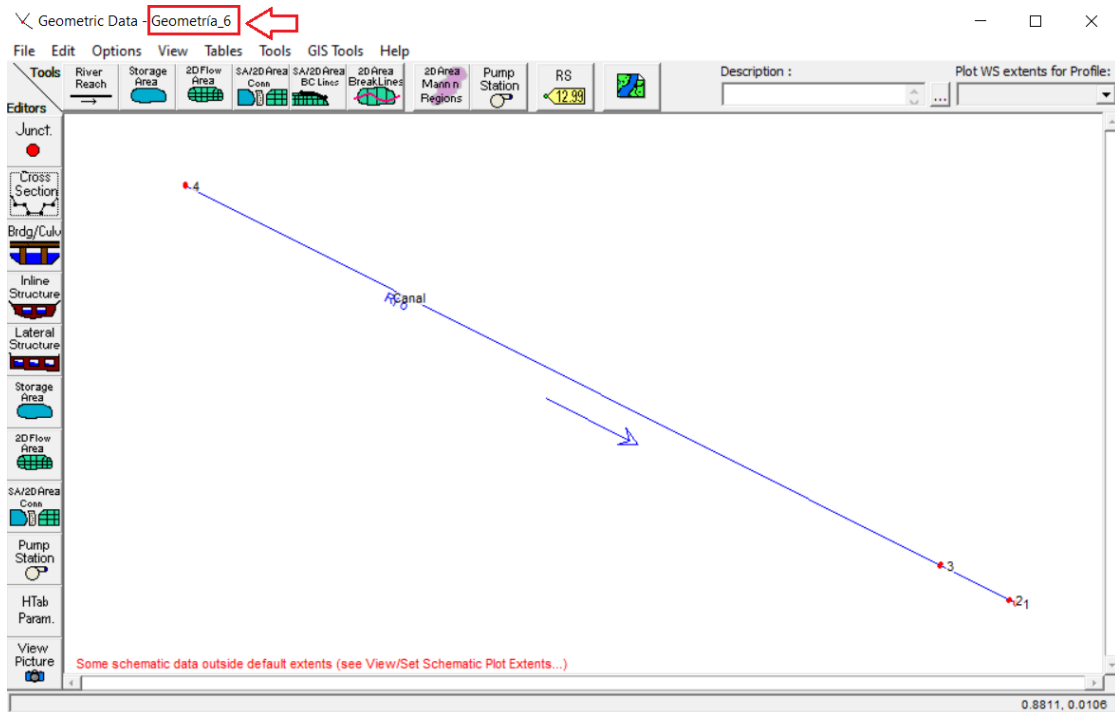 Geometric Data - Geometría_6
File Edit Options View Tables Tools GIS Tools Help
Tools
Editors
River
Reach
Storage
Area
2D Flow
Area
SA/2D Area
Conn
SA/2D Area
BC Lines
2D Area
BreakLines
2D Area
Mann n
Regions
Pump
Station
RS
12.99
Description :
...
Plot WS extents for Profile:
Junct.
Cross
Section
Brdg/Culv
Inline
Structure
Lateral
Structure
Storage
Area
2D Flow
Area
SA/2D Area
Conn
Pump
Station
HTab
Param.
View
Picture
4
Canal
Río
3
2
1
Some schematic data outside default extents (see View/Set Schematic Plot Extents...)
0.8811, 0.0106